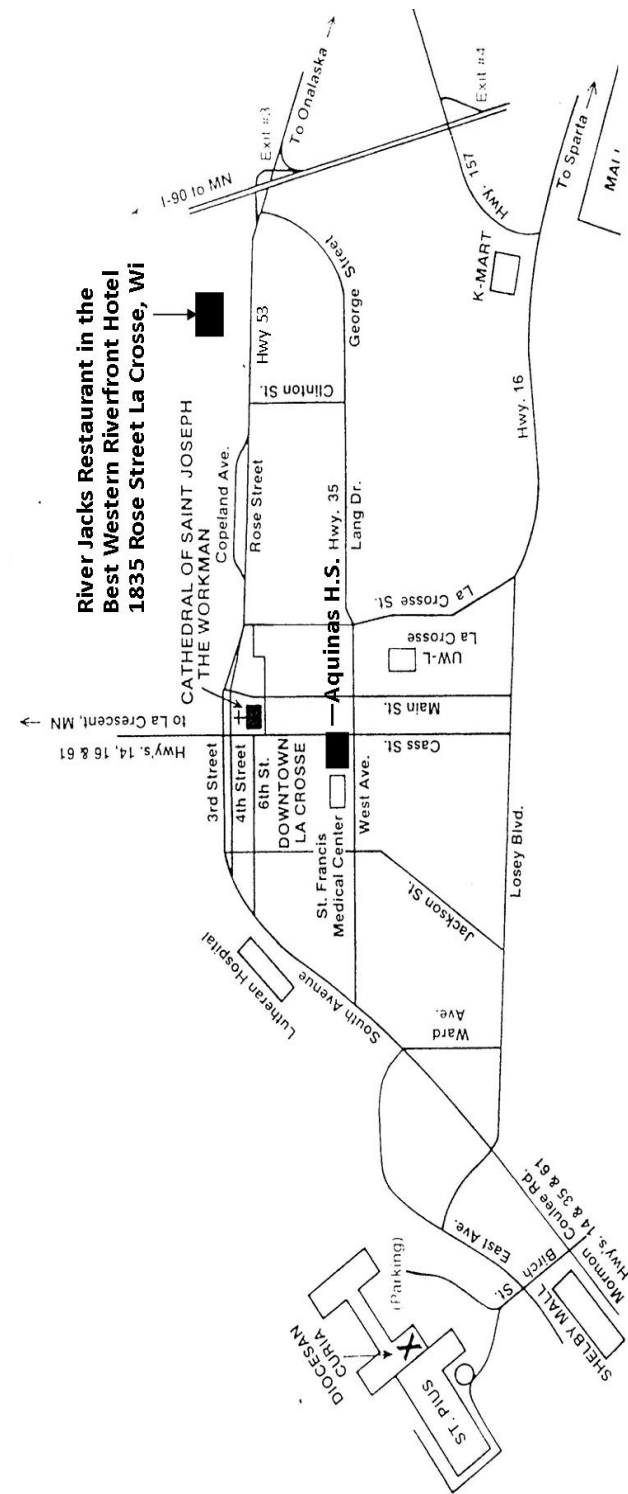 River Jacks Restaurant in the
Best Western Riverfront Hotel
1835 Rose Street La Crosse, Wi
I-90 to MN
Exit #3
To Onalaska
Exit #4
Hwy. 157
To Sparta
K-MART
Hwy. 16
George Street
Hwy 53
Clinton St.
Copeland Ave.
Rose Street
Hwy. 35
Lang Dr.
CATHEDRAL OF SAINT JOSEPH
THE WORKMAN
Aquinas H.S.
La Crosse St.
UW-L
La Crosse
to La Crescent, MN
Hwy's. 14, 16 & 61
Main St.
Cass St.
3rd Street
4th Street
6th St.
DOWNTOWN
LA CROSSE
St. Francis
Medical Center
West Ave.
Losey Blvd.
Jackson St.
Lutheran Hospital
South Avenue
Ward
Ave.
East Ave.
Birch St.
Mormon Coulee Rd.
Hwy's. 14 & 35 & 61
SHELBY MALL
(Parking)
DIOCESAN
CURIA
X
ST. PIUS